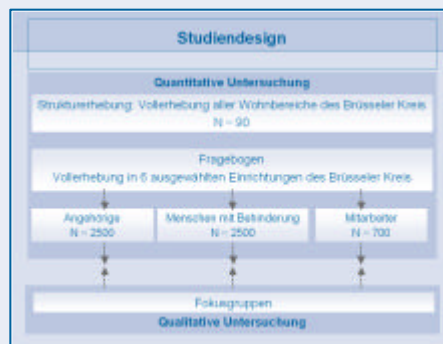 Studiendesign
Quantitative Untersuchung
Strukturerhebung: Vollerhebung aller Wohnbereiche des Brüsseler Kreis
N = 90
Fragebogen
Vollerhebung in 6 ausgewählten Einrichtungen des Brüsseler Kreis
Angehörige
N = 2500
Menschen mit Behinderung
N = 2500
Mitarbeiter
N = 700
Fokusgruppen
Qualitative Untersuchung